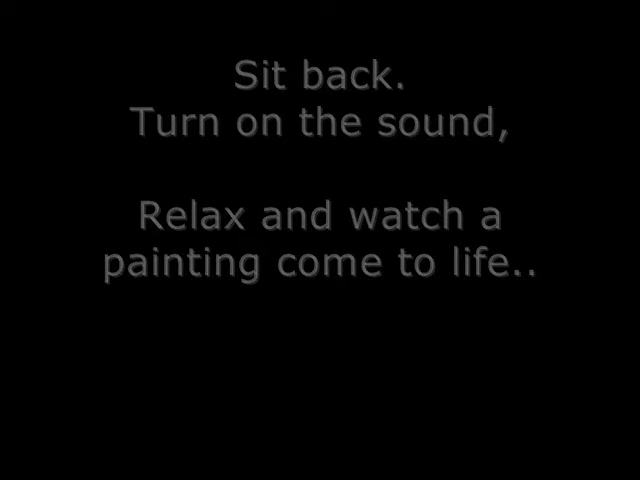 Sit back.
Turn on the sound,
Relax and watch a
painting come to life..